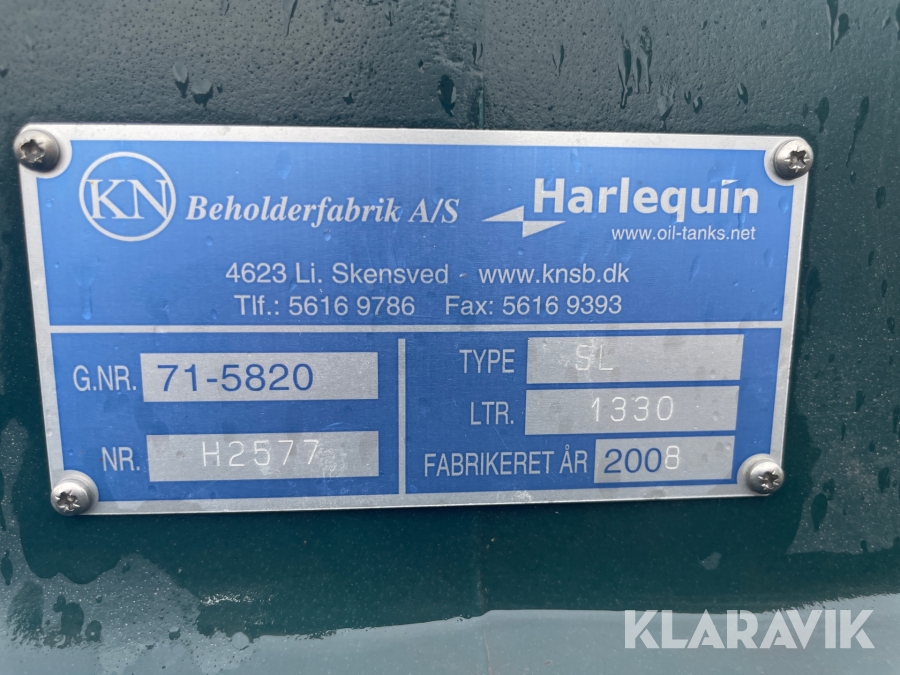 KN Beholderfabrik A/S Harlequin
www.oil-tanks.net
4623 Li. Skensved - www.knsb.dk
Tlf.: 5616 9786 Fax: 5616 9393
G.NR. 71-5820
NR. H2577
TYPE SL
LTR. 1330
FABRIKERET ÅR 2008
KLARAVIK